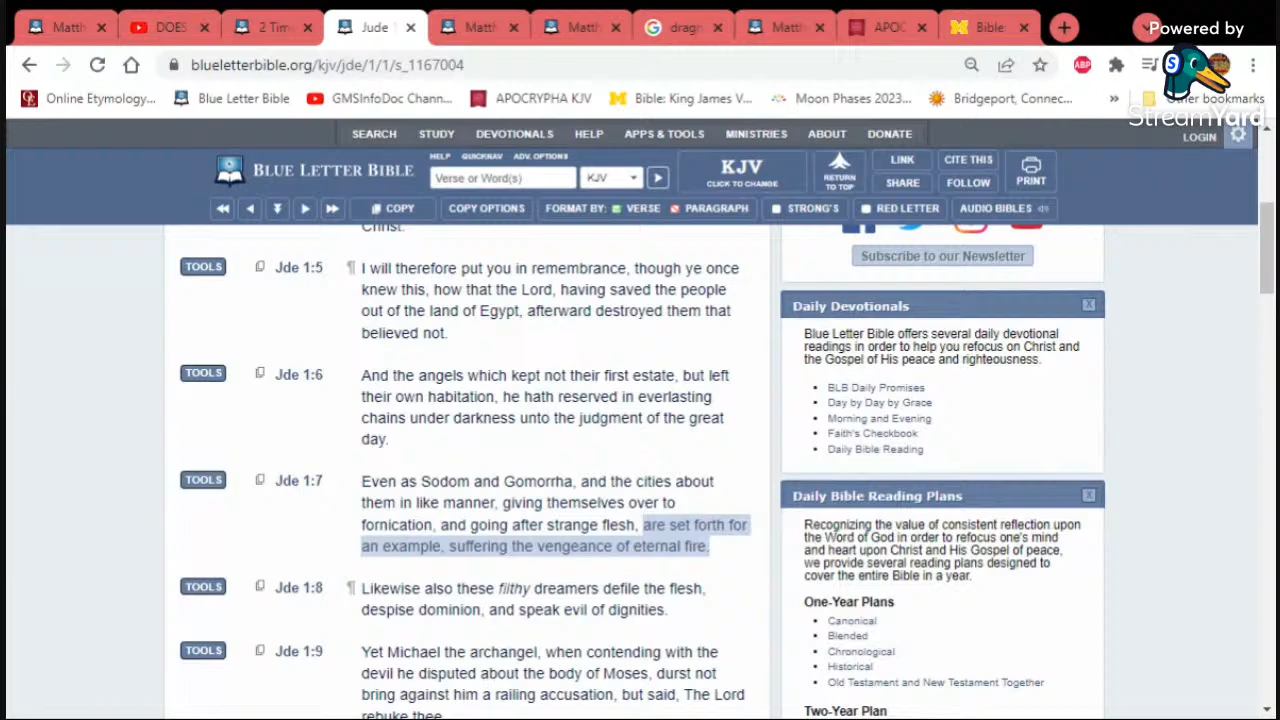 Matth
DOES
2 Tim
Jude
Matth
Matth
dragn
Matth
APOC
Bible:
Powered by
StreamYard
blueletterbible.org/kjv/jde/1/1/s_1167004
ABP
Online Etymology...
Blue Letter Bible
GMSInfoDoc Chann...
APOCRYPHA KJV
Bible: King James V...
Moon Phases 2023...
Bridgeport, Connec...
»
Other bookmarks
SEARCH STUDY DEVOTIONALS HELP APPS & TOOLS MINISTRIES ABOUT DONATE
LOGIN
BLUE LETTER BIBLE
HELP QUICKNAV ADV. OPTIONS
Verse or Word(s)
KJV
KJV
CLICK TO CHANGE
RETURN
TO TOP
LINK
CITE THIS
SHARE
FOLLOW
PRINT
COPY COPY OPTIONS FORMAT BY: VERSE PARAGRAPH STRONG'S RED LETTER AUDIO BIBLES
Christ.
TOOLS Jde 1:5 ¶ I will therefore put you in remembrance, though ye once
knew this, how that the Lord, having saved the people
out of the land of Egypt, afterward destroyed them that
believed not.
TOOLS Jde 1:6 And the angels which kept not their first estate, but left
their own habitation, he hath reserved in everlasting
chains under darkness unto the judgment of the great
day.
TOOLS Jde 1:7 Even as Sodom and Gomorrha, and the cities about
them in like manner, giving themselves over to
fornication, and going after strange flesh, are set forth for
an example, suffering the vengeance of eternal fire.
TOOLS Jde 1:8 ¶ Likewise also these filthy dreamers defile the flesh,
despise dominion, and speak evil of dignities.
TOOLS Jde 1:9 Yet Michael the archangel, when contending with the
devil he disputed about the body of Moses, durst not
bring against him a railing accusation, but said, The Lord
rebuke thee.
Subscribe to our Newsletter
Daily Devotionals
X
Blue Letter Bible offers several daily devotional
readings in order to help you refocus on Christ and
the Gospel of His peace and righteousness.
• BLB Daily Promises
• Day by Day by Grace
• Morning and Evening
• Faith's Checkbook
• Daily Bible Reading
Daily Bible Reading Plans
X
Recognizing the value of consistent reflection upon
the Word of God in order to refocus one's mind
and heart upon Christ and His Gospel of peace,
we provide several reading plans designed to
cover the entire Bible in a year.
One-Year Plans
• Canonical
• Blended
• Chronological
• Historical
• Old Testament and New Testament Together
Two-Year Plan